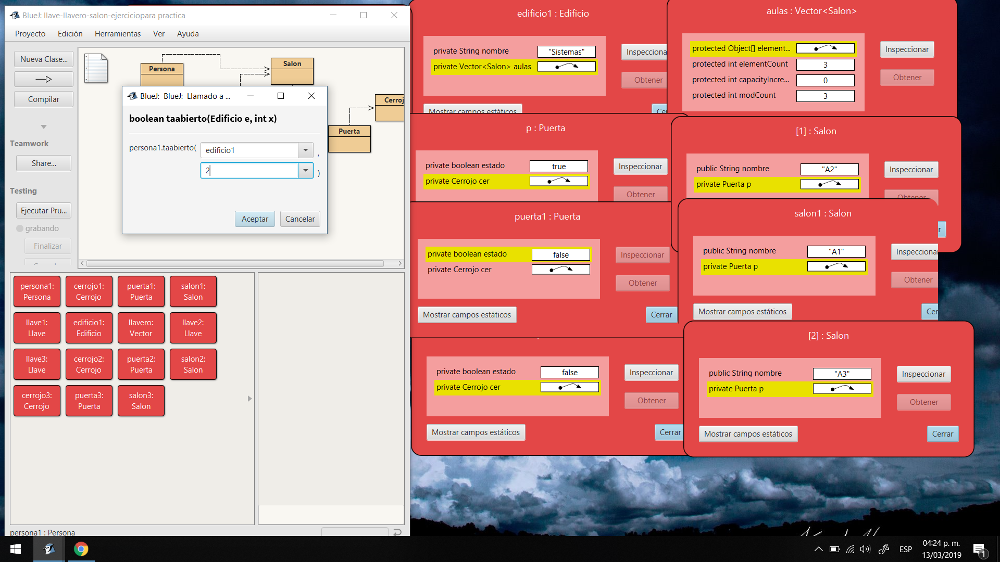 BlueJ: llave-llavero-salon-ejerciciopara practica
Proyecto Edición Herramientas Ver Ayuda
Nueva Clase...
Compilar
Teamwork
Share...
Testing
Ejecutar Pru...
grabando
Finalizar
Persona
Salon
Cerroj
Puerta
BlueJ: BlueJ: Llamado a ...
boolean taabierto(Edificio e, int x)
persona1.taabierto( edificio1 ,
2 )
Aceptar Cancelar
persona1: Persona
cerrojo1: Cerrojo
puerta1: Puerta
salon1: Salon
llave1: Llave
edificio1: Edificio
llavero: Vector
llave2: Llave
llave3: Llave
cerrojo2: Cerrojo
puerta2: Puerta
salon2: Salon
cerrojo3: Cerrojo
puerta3: Puerta
salon3: Salon
persona1 : Persona
edificio1 : Edificio
private String nombre "Sistemas"
private Vector<Salon> aulas
Inspecciona
Obtener
Mostrar campos estáticos
Cer
aulas : Vector<Salon>
protected Object[] element...
protected int elementCount 3
protected int capacityIncre... 0
protected int modCount 3
Inspeccionar
Obtener
p : Puerta
private boolean estado true
private Cerrojo cer
Inspeccionar
Obtener
[1] : Salon
public String nombre "A2"
private Puerta p
Inspeccionar
Obtener
r
puerta1 : Puerta
private boolean estado false
private Cerrojo cer
Inspeccionar
Obtener
Mostrar campos estáticos
Cerrar
salon1 : Salon
public String nombre "A1"
private Puerta p
Inspecciona
Obtener
Mostrar campos estáticos
Cer
private boolean estado false
private Cerrojo cer
Inspeccionar
Obtener
Mostrar campos estáticos
Cerrar
[2] : Salon
public String nombre "A3"
private Puerta p
Inspeccionar
Obtener
Mostrar campos estáticos
Cerrar
ESP
04:24 p. m.
13/03/2019
1